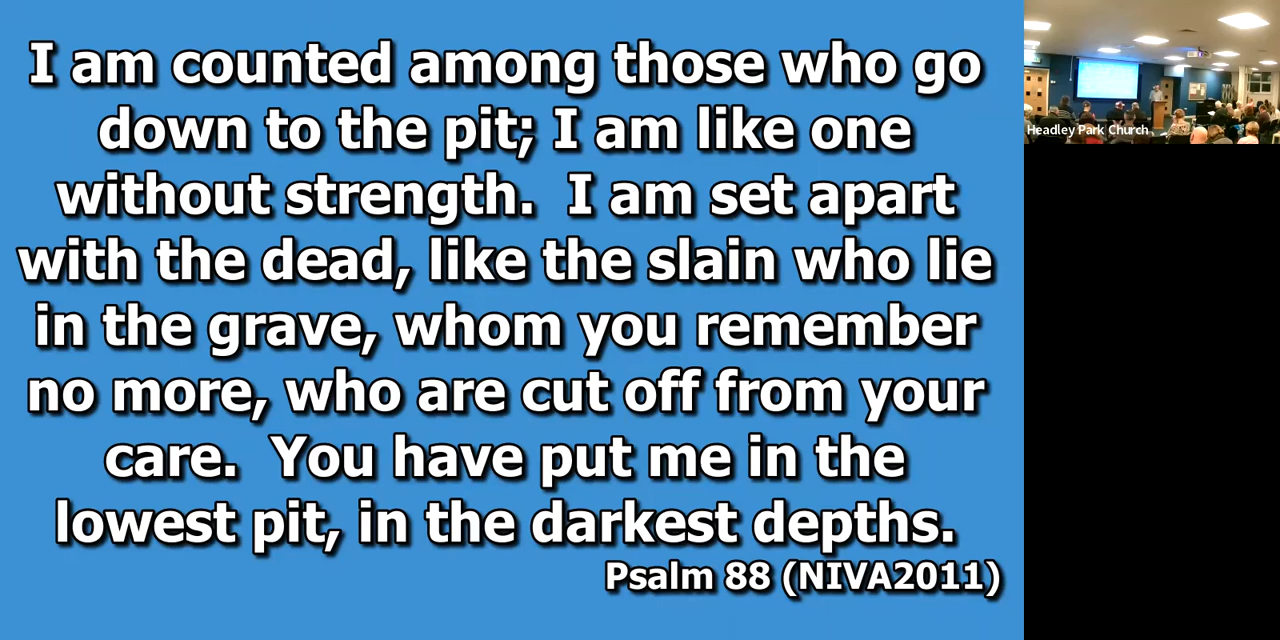 I am counted among those who go
down to the pit; I am like one
without strength.  I am set apart
with the dead, like the slain who lie
in the grave, whom you remember
no more, who are cut off from your
care.  You have put me in the
lowest pit, in the darkest depths.
Psalm 88 (NIVA2011)
Headley Park Church